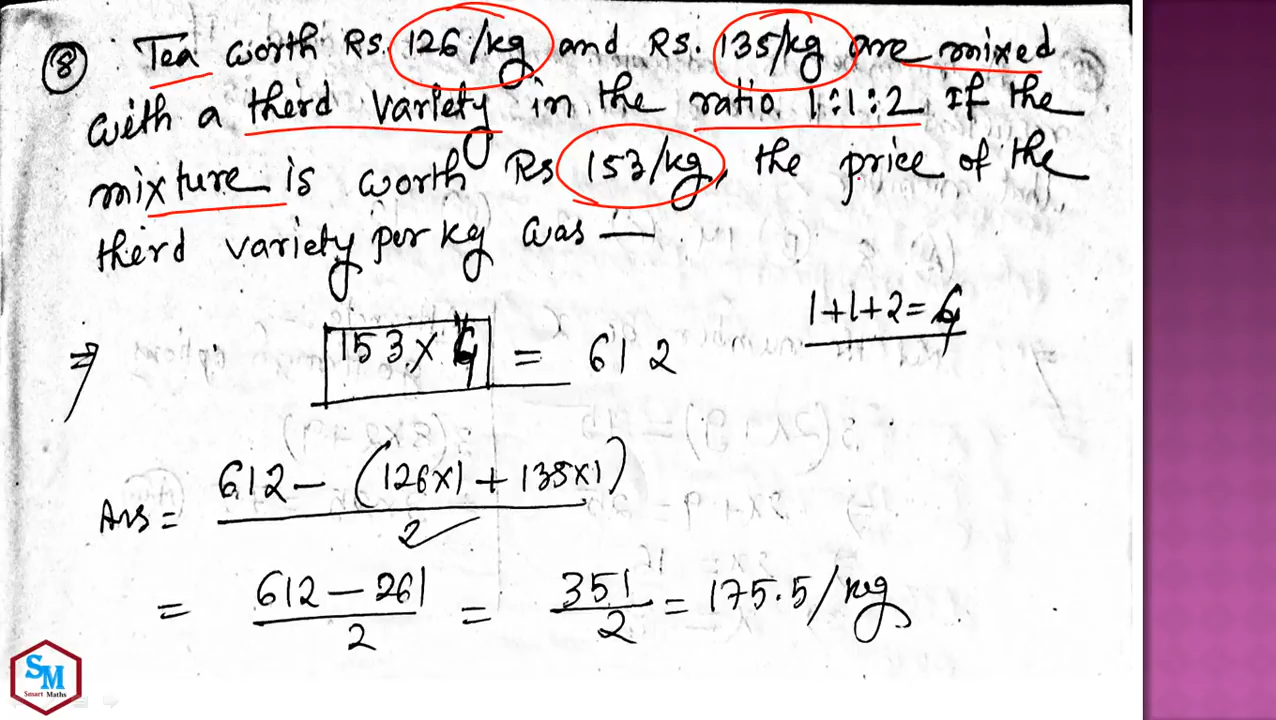 ⑧ Tea worth Rs. 126/kg and Rs. 135/kg are mixed
with a third variety in the ratio 1:1:2 If the
mixture is worth Rs 153/kg, the price of the
third variety per kg was —
1+1+2=4
⇒ 153 × 4 = 612
Ans = 612 − (126×1 + 135×1) / 2
= 612 − 261 / 2 = 351 / 2 = 175.5/kg
SM
Smart Maths